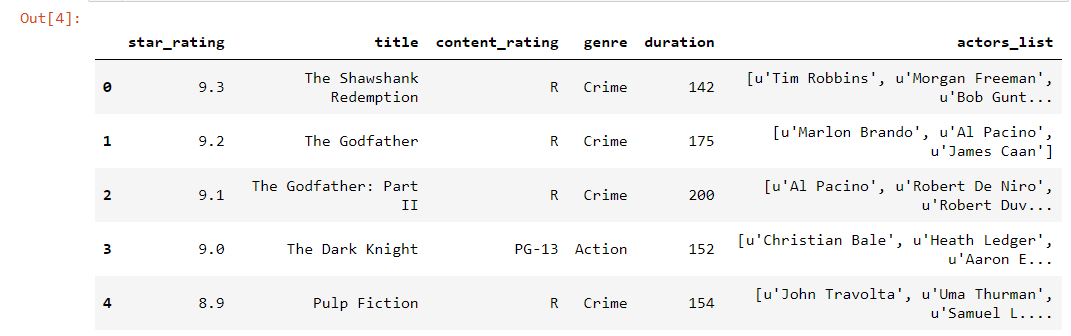 Out[4]:
star_rating title content_rating genre duration actors_list
0 9.3 The Shawshank Redemption R Crime 142 [u'Tim Robbins', u'Morgan Freeman', u'Bob Gunt...
1 9.2 The Godfather R Crime 175 [u'Marlon Brando', u'Al Pacino', u'James Caan']
2 9.1 The Godfather: Part II R Crime 200 [u'Al Pacino', u'Robert De Niro', u'Robert Duv...
3 9.0 The Dark Knight PG-13 Action 152 [u'Christian Bale', u'Heath Ledger', u'Aaron E...
4 8.9 Pulp Fiction R Crime 154 [u'John Travolta', u'Uma Thurman', u'Samuel L....